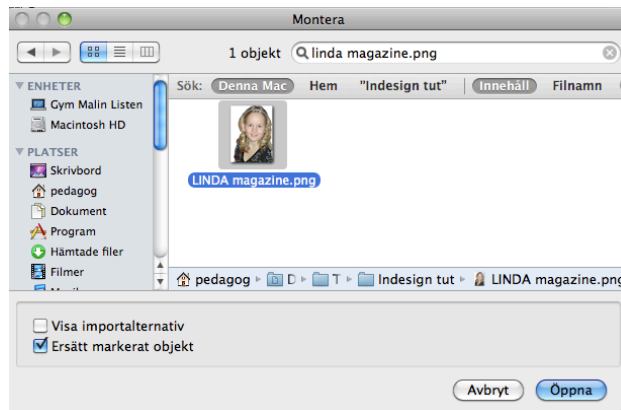 Montera
1 objekt linda magazine.png
Sök: Denna Mac Hem "Indesign tut" Innehåll Filnamn
ENHETER
Gym Malin Listen
Macintosh HD
PLATSER
Skrivbord
pedagog
Dokument
Program
Hämtade filer
Filmer
LINDA magazine.png
pedagog D T Indesign tut LINDA magazine.png
Visa importalternativ
Ersätt markerat objekt
Avbryt Öppna